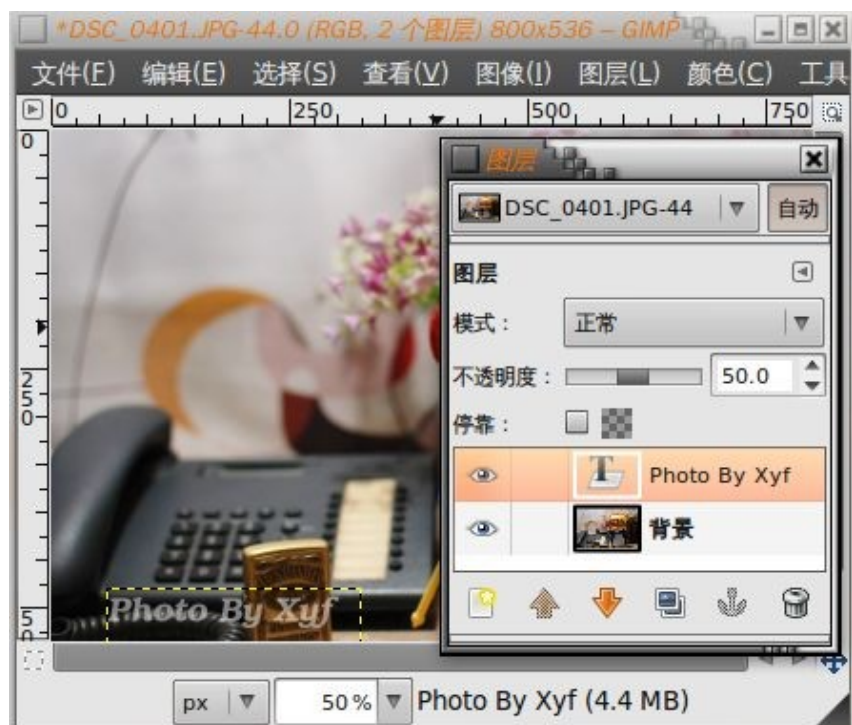 *DSC_0401.JPG-44.0 (RGB, 2 个图层) 800x536 – GIMP
文件(F) 编辑(E) 选择(S) 查看(V) 图像(I) 图层(L) 颜色(C) 工具
0 250 500 750
0
图层
DSC_0401.JPG-44 自动
图层
模式： 正常
不透明度： 50.0
250
停靠：
Photo By Xyf
背景
Photo By Xyf
px 50% Photo By Xyf (4.4 MB)